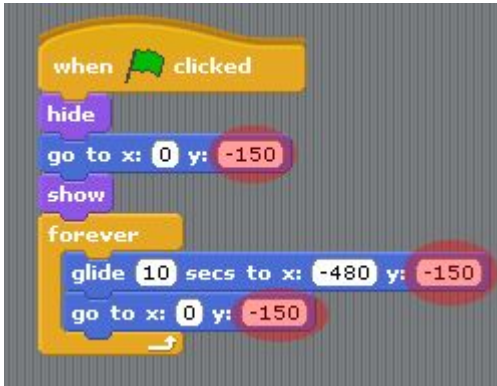 when clicked
hide
go to x: 0 y: -150
show
forever
glide 10 secs to x: -480 y: -150
go to x: 0 y: -150